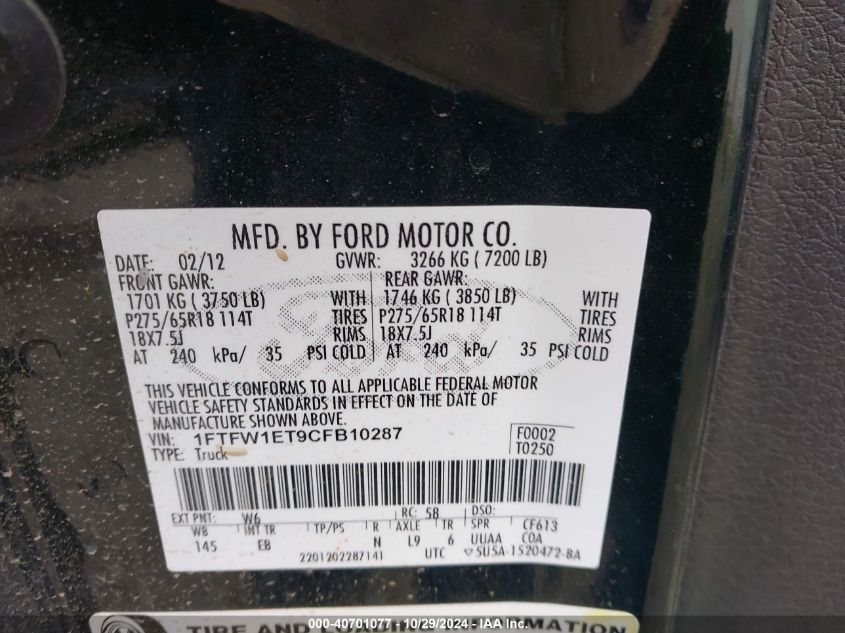 MFD. BY FORD MOTOR CO.
DATE: 02/12 GVWR: 3266 KG ( 7200 LB)
FRONT GAWR: REAR GAWR:
1701 KG ( 3750 LB) WITH 1746 KG ( 3850 LB) WITH
P275/65R18 114T TIRES P275/65R18 114T TIRES
18X7.5J RIMS 18X7.5J RIMS
AT 240 kPa/ 35 PSI COLD AT 240 kPa/ 35 PSI COLD
THIS VEHICLE CONFORMS TO ALL APPLICABLE FEDERAL MOTOR
VEHICLE SAFETY STANDARDS IN EFFECT ON THE DATE OF
MANUFACTURE SHOWN ABOVE.
VIN: 1FTFW1ET9CFB10287 F0002
TYPE: Truck T0250
EXT PNT: W6 RC: 58 DSO:
WB INT TR TP/PS R AXLE TR SPR CF613
145 EB N L9 6 UUAA COA
2201202287141 UTC ▽5U5A-1520472-BA
TIRE AND LOADING INFORMATION
000-40701077 - 10/29/2024 - IAA Inc.